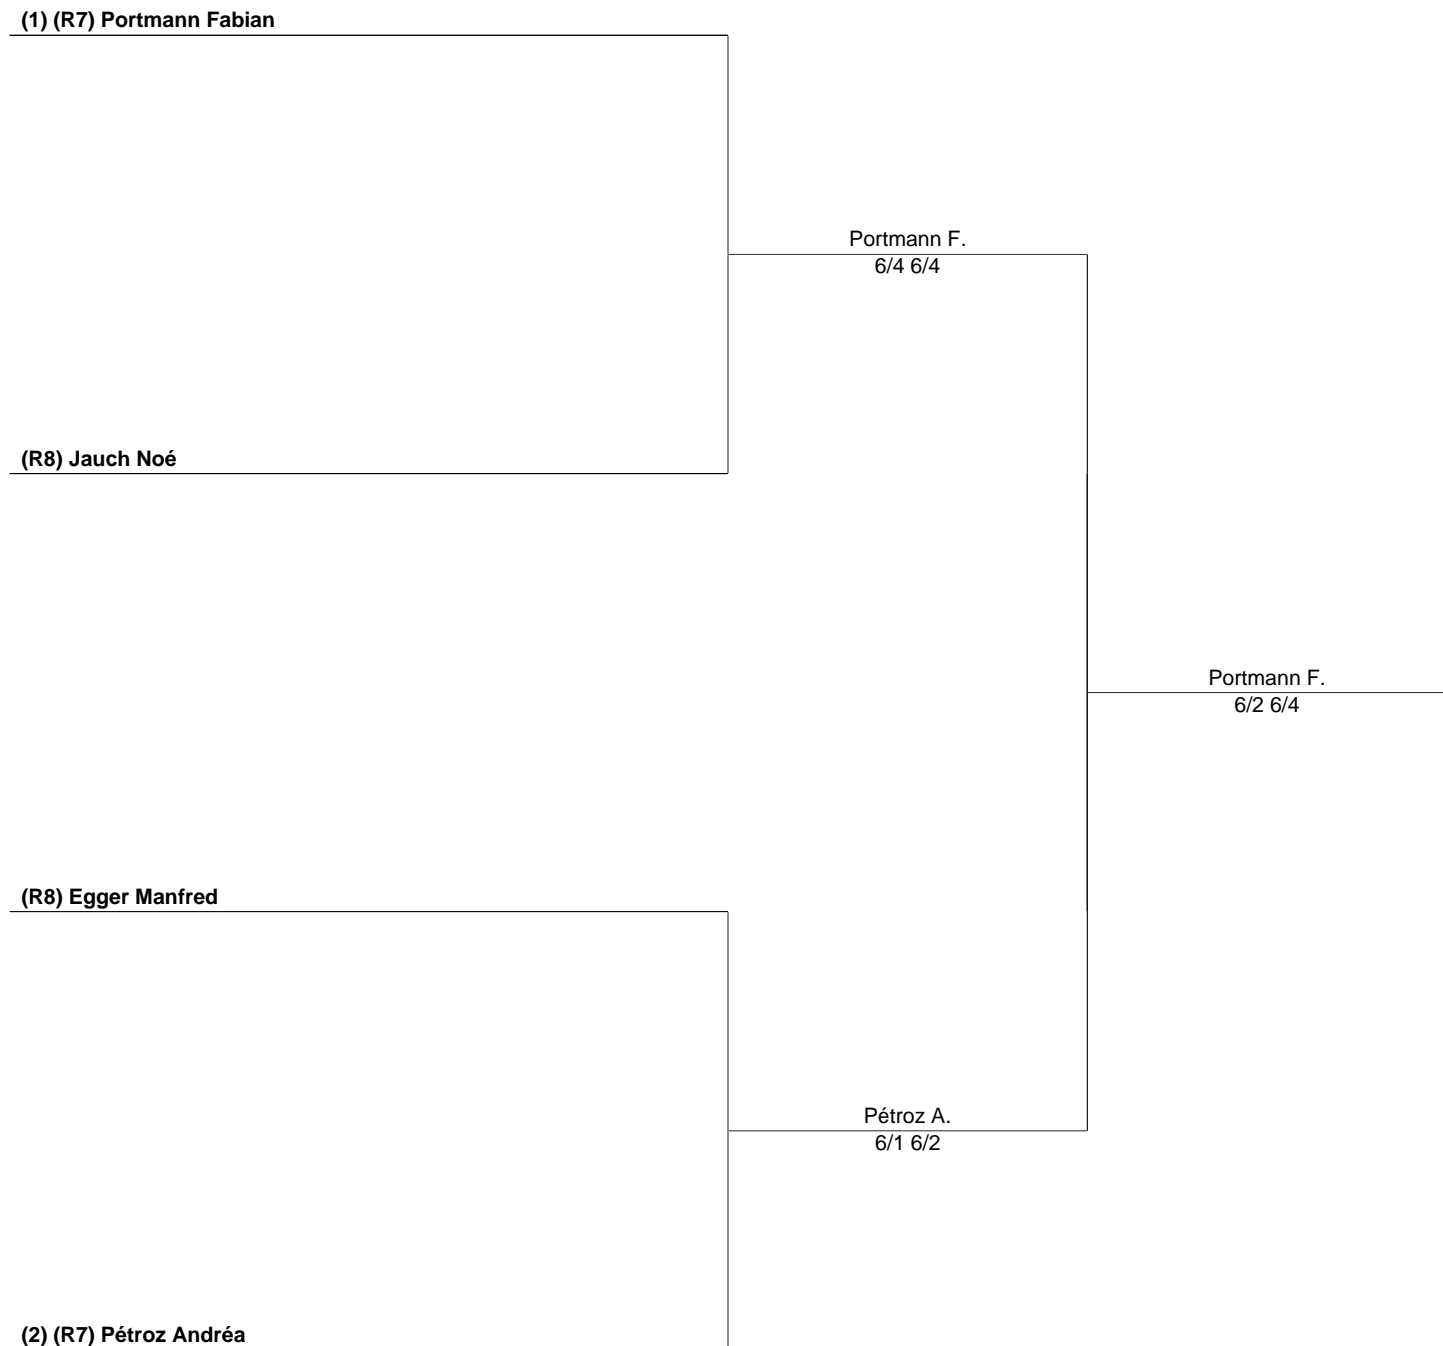 (1) (R7) Portmann Fabian
Portmann F.
6/4 6/4
(R8) Jauch Noé
Portmann F.
6/2 6/4
(R8) Egger Manfred
Pétroz A.
6/1 6/2
(2) (R7) Pétroz Andréa